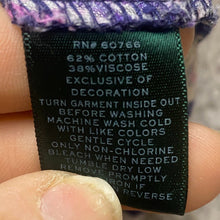 RN# 60766
62% COTTON
38% VISCOSE
EXCLUSIVE OF
DECORATION
TURN GARMENT INSIDE OUT
BEFORE WASHING
MACHINE WASH COLD
WITH LIKE COLORS
GENTLE CYCLE
ONLY NON-CHLORINE
BLEACH WHEN NEEDED
TUMBLE DRY LOW
REMOVE PROMPTLY
REVERSE